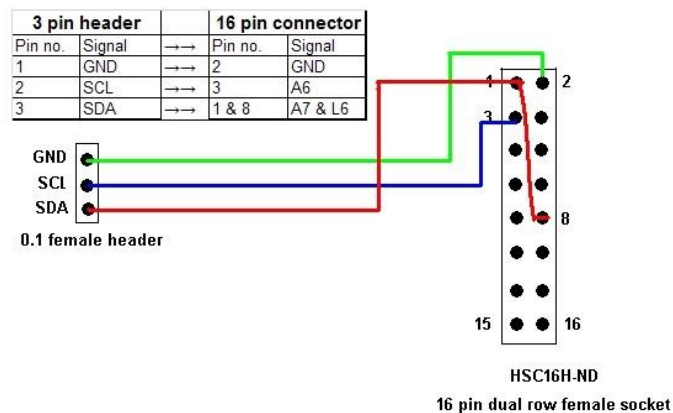 3 pin header 16 pin connector
Pin no. Signal →→ Pin no. Signal
1 GND →→ 2 GND
2 SCL →→ 3 A6
3 SDA →→ 1 & 8 A7 & L6
1 2
3
GND
SCL
SDA
8
0.1 female header
15 16
HSC16H-ND
16 pin dual row female socket